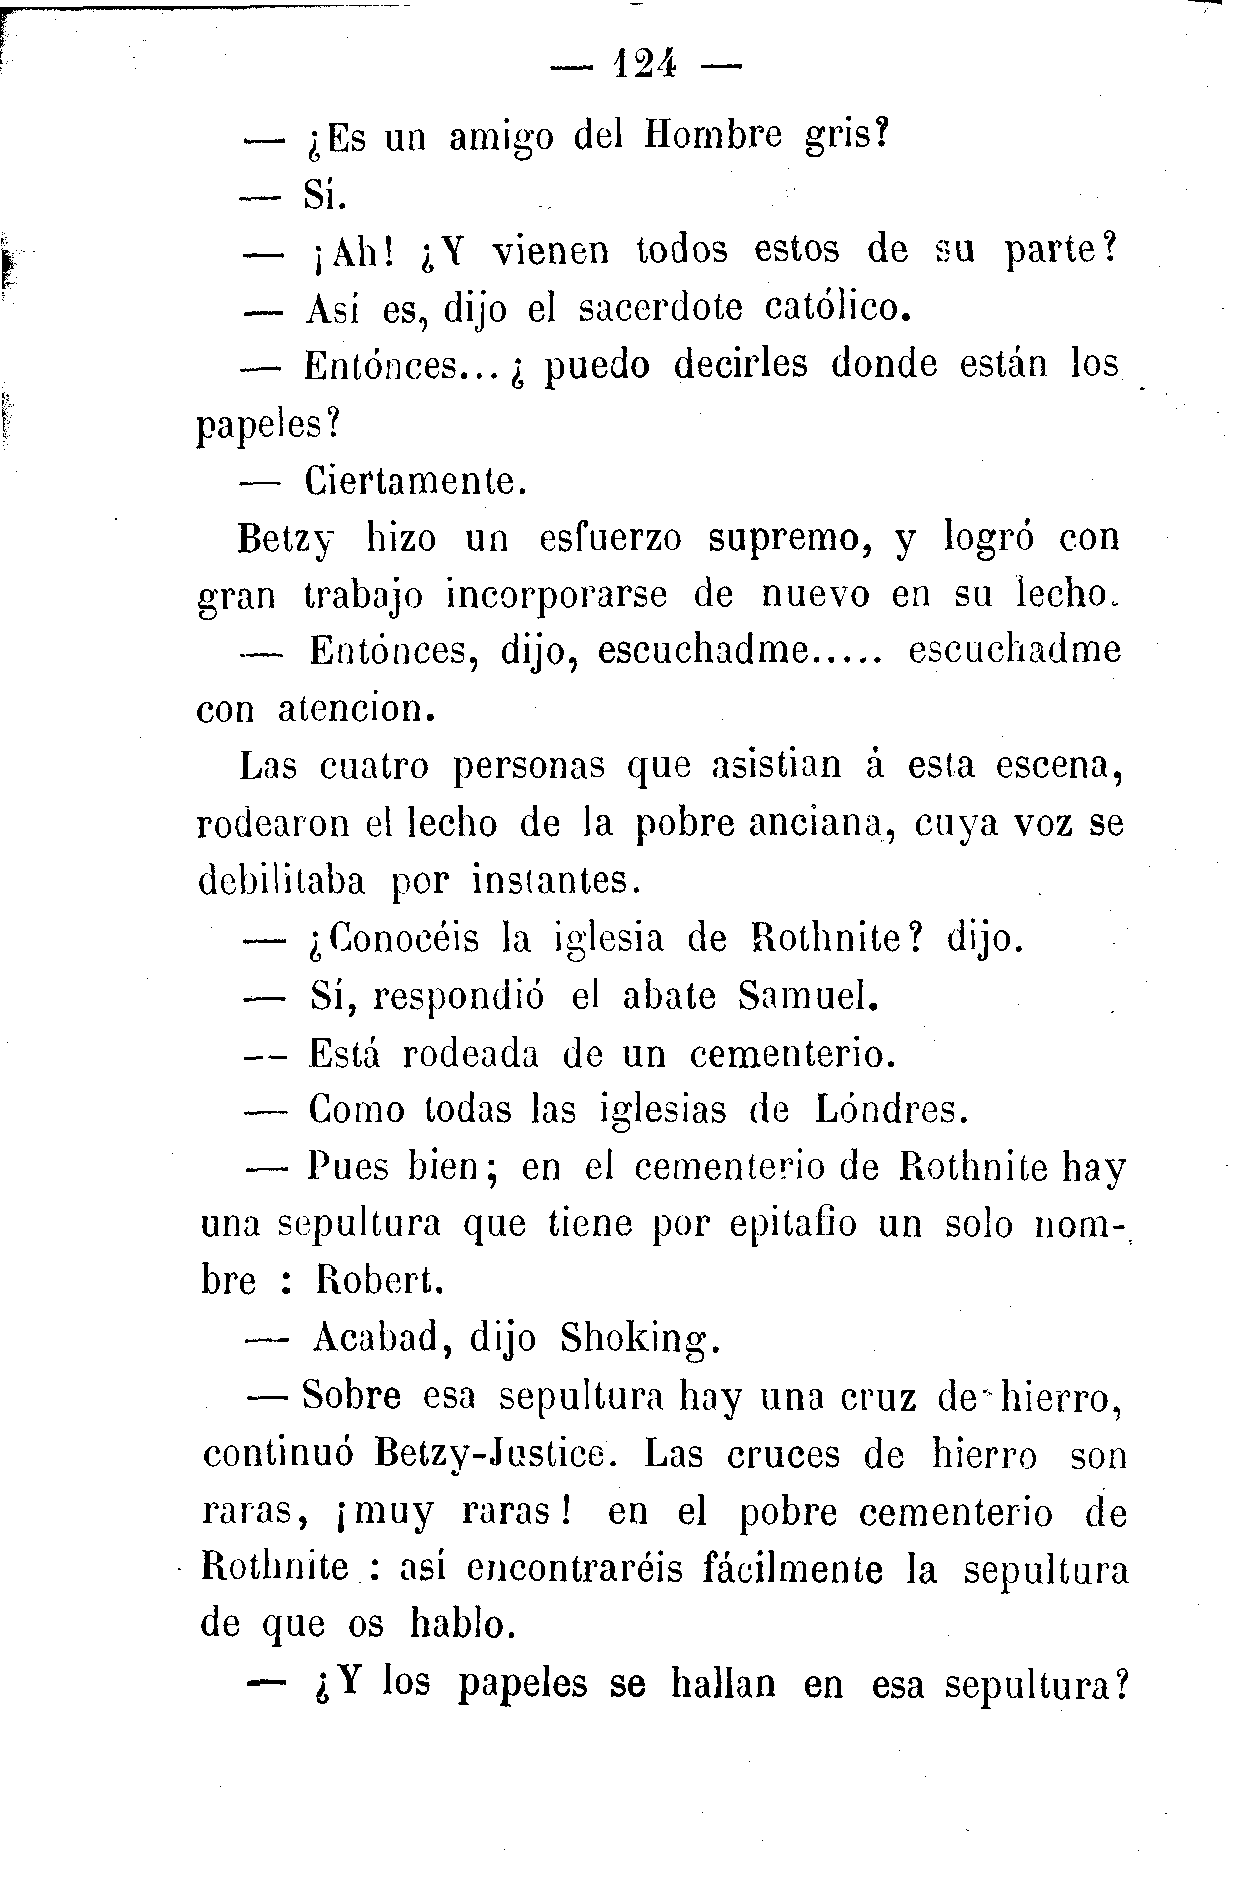 — 124 —
— ¿Es un amigo del Hombre gris?
— Sí.
— ¡Ah! ¿Y vienen todos estos de su parte?
— Así es, dijo el sacerdote católico.
— Entónces... ¿ puedo decirles donde están los
papeles?
— Ciertamente.
Betzy hizo un esfuerzo supremo, y logró con
gran trabajo incorporarse de nuevo en su lecho.
— Entónces, dijo, escuchadme..... escuchadme
con atencion.
Las cuatro personas que asistian á esta escena,
rodearon el lecho de la pobre anciana, cuya voz se
debilitaba por instantes.
— ¿Conocéis la iglesia de Rothnite? dijo.
— Sí, respondió el abate Samuel.
— Está rodeada de un cementerio.
— Como todas las iglesias de Lóndres.
— Pues bien; en el cementerio de Rothnite hay
una sepultura que tiene por epitafio un solo nom-
bre : Robert.
— Acabad, dijo Shoking.
— Sobre esa sepultura hay una cruz de hierro,
continuó Betzy-Justice. Las cruces de hierro son
raras, ¡muy raras! en el pobre cementerio de
Rothnite : así encontraréis fácilmente la sepultura
de que os hablo.
— ¿Y los papeles se hallan en esa sepultura?